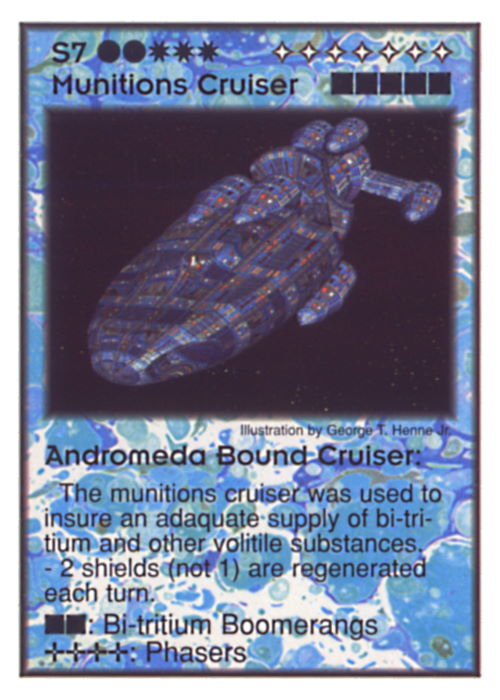 S7
Munitions Cruiser
Illustration by George T. Henne Jr.
Andromeda Bound Cruiser:
The munitions cruiser was used to
insure an adaquate supply of bi-tri-
tium and other volitile substances.
- 2 shields (not 1) are regenerated
each turn.
: Bi-tritium Boomerangs
: Phasers